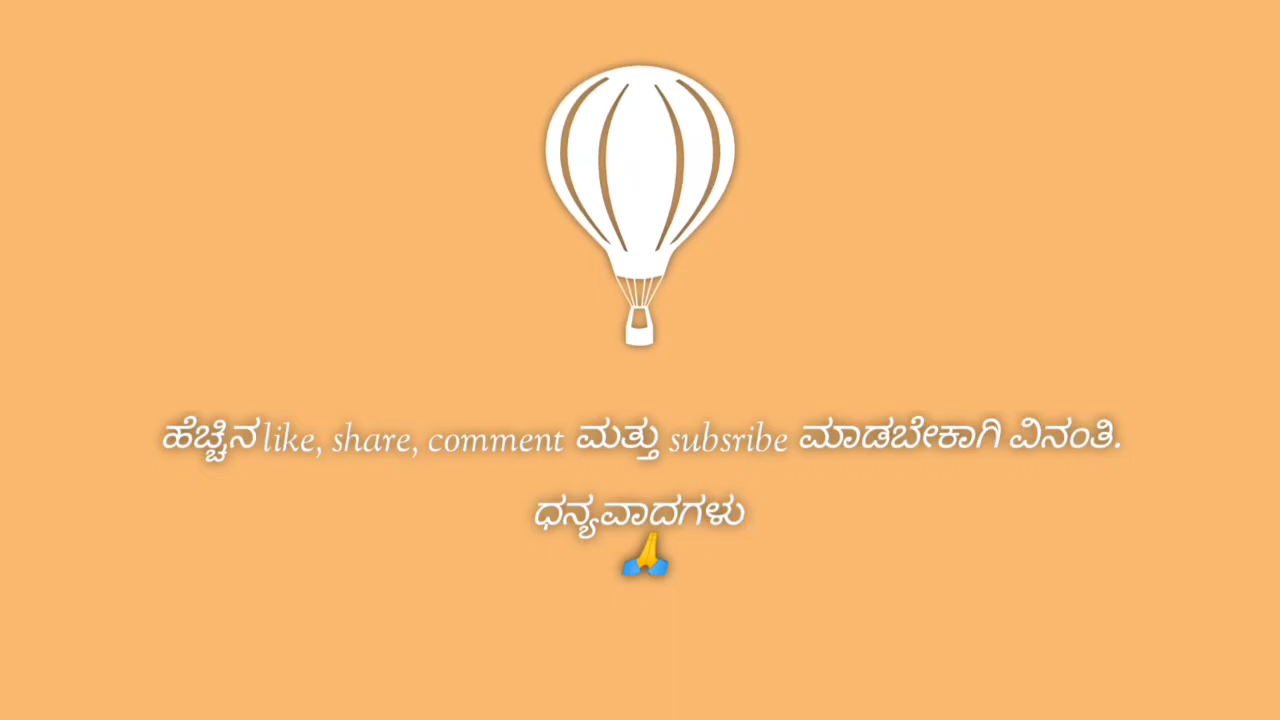 ಹೆಚ್ಚಿನ like, share, comment ಮತ್ತು subsribe ಮಾಡಬೇಕಾಗಿ ವಿನಂತಿ.
ಧನ್ಯವಾದಗಳು
🙏